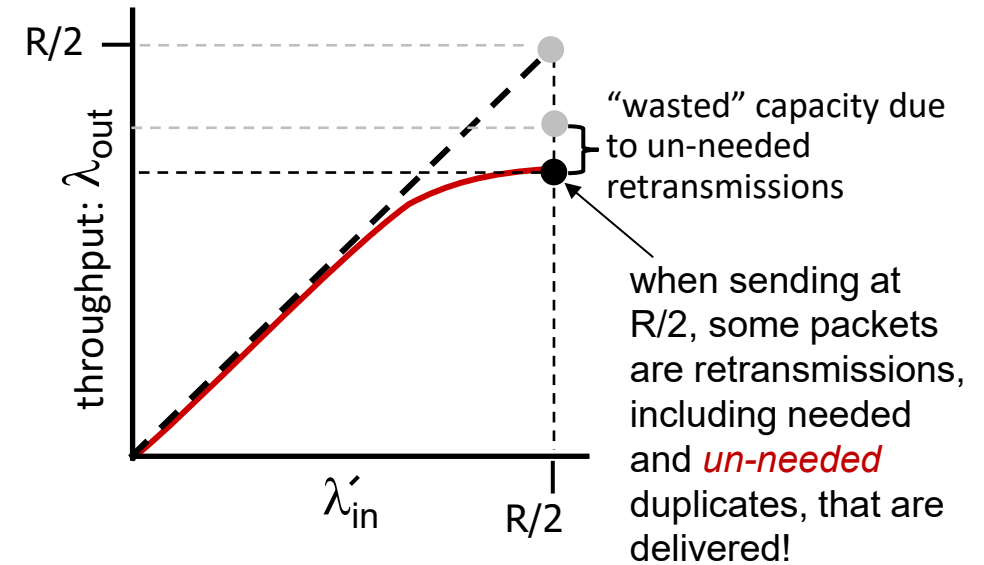 R/2
throughput: λout
“wasted” capacity due
to un-needed
retransmissions
when sending at
R/2, some packets
are retransmissions,
including needed
and un-needed
duplicates, that are
delivered!
λ′in
R/2